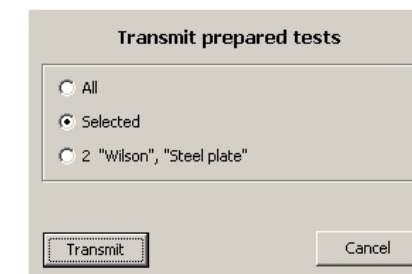 Transmit prepared tests
All
Selected
2 "Wilson", "Steel plate"
Transmit
Cancel